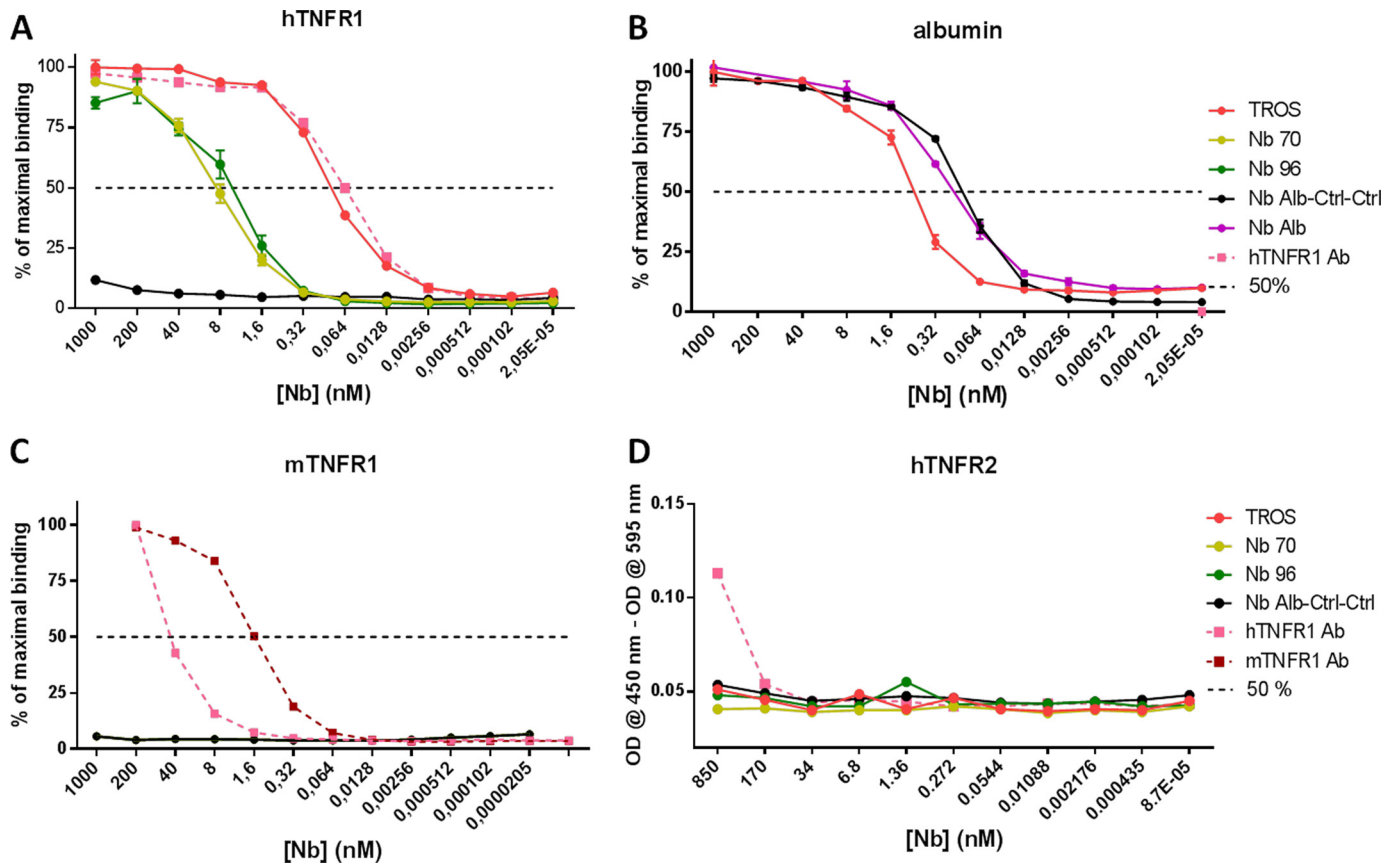 A
hTNFR1
% of maximal binding
100
75
50
25
0
1000
200
40
8
1,6
0,32
0,064
0,0128
0,00256
0,000512
0,000102
2,05E-05
[Nb] (nM)
B
albumin
% of maximal binding
100
75
50
25
0
1000
200
40
8
1,6
0,32
0,064
0,0128
0,00256
0,000512
0,000102
2,05E-05
[Nb] (nM)
TROS
Nb 70
Nb 96
Nb Alb-Ctrl-Ctrl
Nb Alb
hTNFR1 Ab
50%
C
mTNFR1
% of maximal binding
100
75
50
25
0
1000
200
40
8
1,6
0,32
0,064
0,0128
0,00256
0,000512
0,000102
0,0000205
[Nb] (nM)
D
hTNFR2
OD @ 450 nm - OD @ 595 nm
0.15
0.10
0.05
850
170
34
6.8
1.36
0.272
0.0544
0.01088
0.002176
0.000435
8.7E-05
[Nb] (nM)
TROS
Nb 70
Nb 96
Nb Alb-Ctrl-Ctrl
hTNFR1 Ab
mTNFR1 Ab
50 %